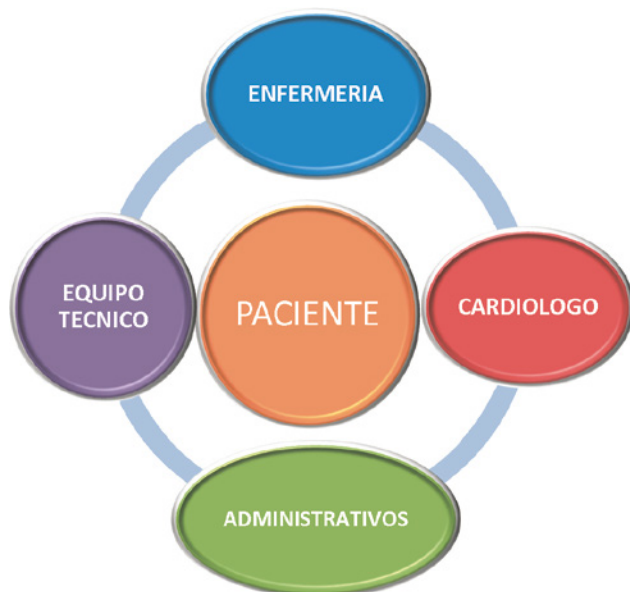 ENFERMERIA
EQUIPO
TECNICO
PACIENTE
CARDIOLOGO
ADMINISTRATIVOS